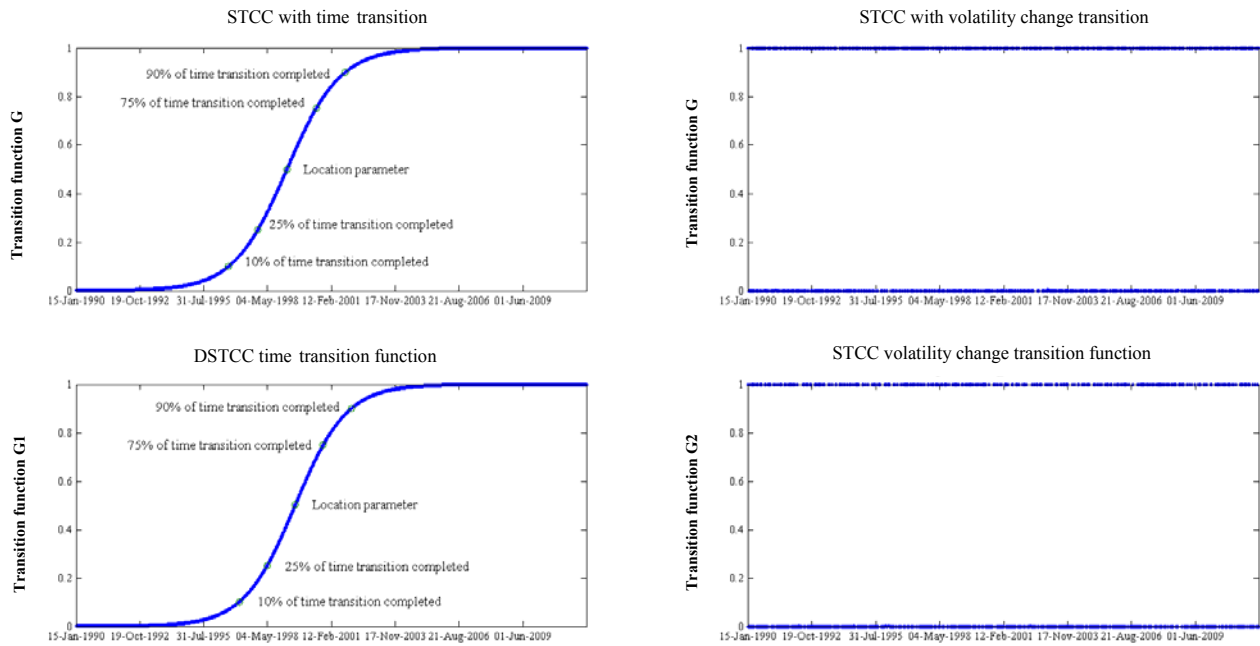 STCC with time transition
Transition function G
1
0.8
0.6
0.4
0.2
0
90% of time transition completed
75% of time transition completed
Location parameter
25% of time transition completed
10% of time transition completed
15-Jan-1990 19-Oct-1992 31-Jul-1995 04-May-1998 12-Feb-2001 17-Nov-2003 21-Aug-2006 01-Jun-2009
STCC with volatility change transition
Transition function G
1
0.8
0.6
0.4
0.2
0
15-Jan-1990 19-Oct-1992 31-Jul-1995 04-May-1998 12-Feb-2001 17-Nov-2003 21-Aug-2006 01-Jun-2009
DSTCC time transition function
Transition function G1
1
0.8
0.6
0.4
0.2
0
90% of time transition completed
75% of time transition completed
Location parameter
25% of time transition completed
10% of time transition completed
15-Jan-1990 19-Oct-1992 31-Jul-1995 04-May-1998 12-Feb-2001 17-Nov-2003 21-Aug-2006 01-Jun-2009
STCC volatility change transition function
Transition function G2
1
0.8
0.6
0.4
0.2
0
15-Jan-1990 19-Oct-1992 31-Jul-1995 04-May-1998 12-Feb-2001 17-Nov-2003 21-Aug-2006 01-Jun-2009